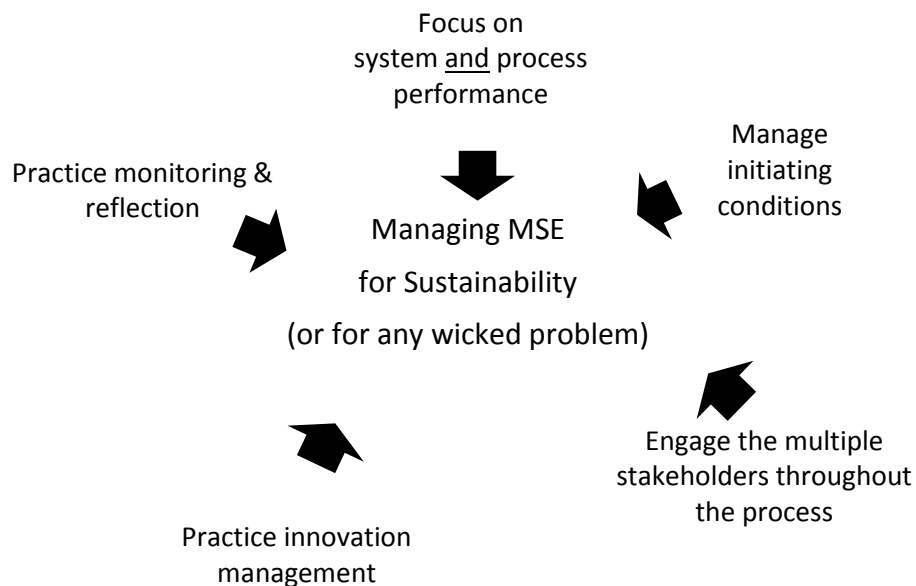 Focus on
system and process
performance
Manage
initiating
conditions
Practice monitoring &
reflection
Managing MSE
for Sustainability
(or for any wicked problem)
Engage the multiple
stakeholders throughout
the process
Practice innovation
management